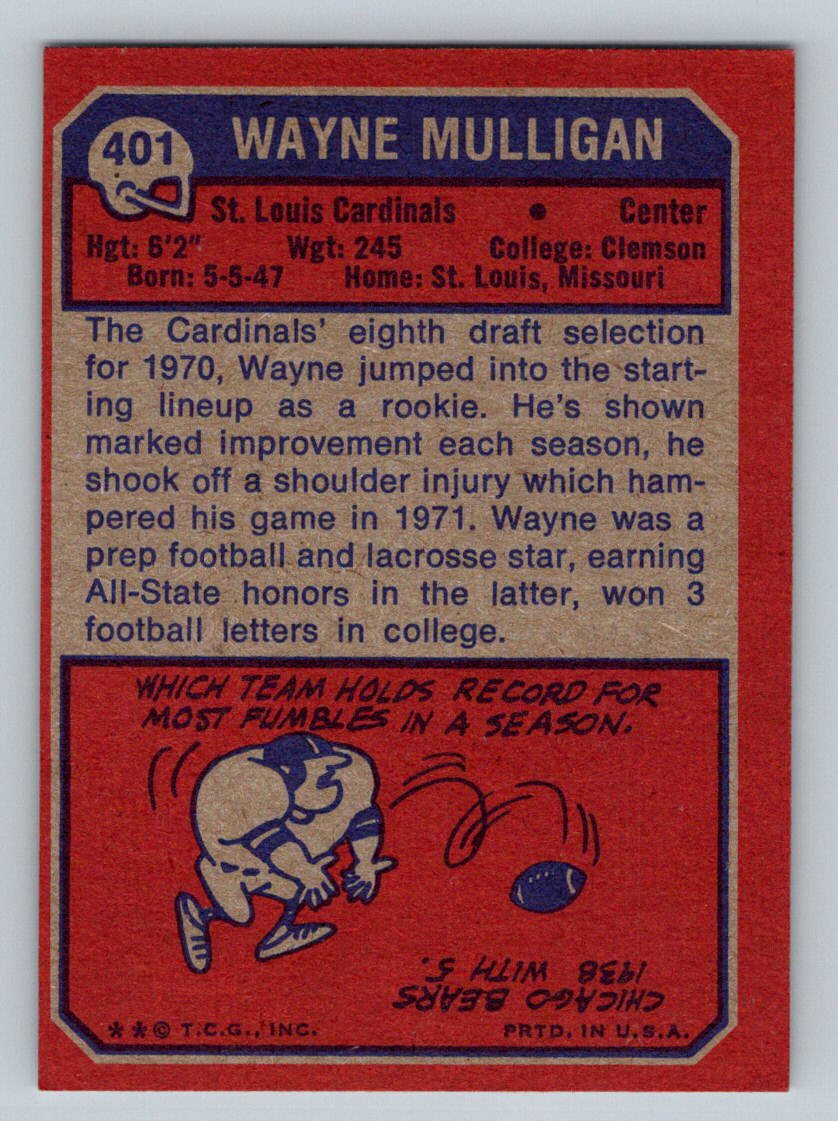 401
WAYNE MULLIGAN
St. Louis Cardinals • Center
Hgt: 6'2" Wgt: 245 College: Clemson
Born: 5-5-47 Home: St. Louis, Missouri
The Cardinals' eighth draft selection
for 1970, Wayne jumped into the start-
ing lineup as a rookie. He's shown
marked improvement each season, he
shook off a shoulder injury which ham-
pered his game in 1971. Wayne was a
prep football and lacrosse star, earning
All-State honors in the latter, won 3
football letters in college.
WHICH TEAM HOLDS RECORD FOR
MOST FUMBLES IN A SEASON.
CHICAGO BEARS
1938 WITH 5.
**© T.C.G., INC. PRTD. IN U.S.A.